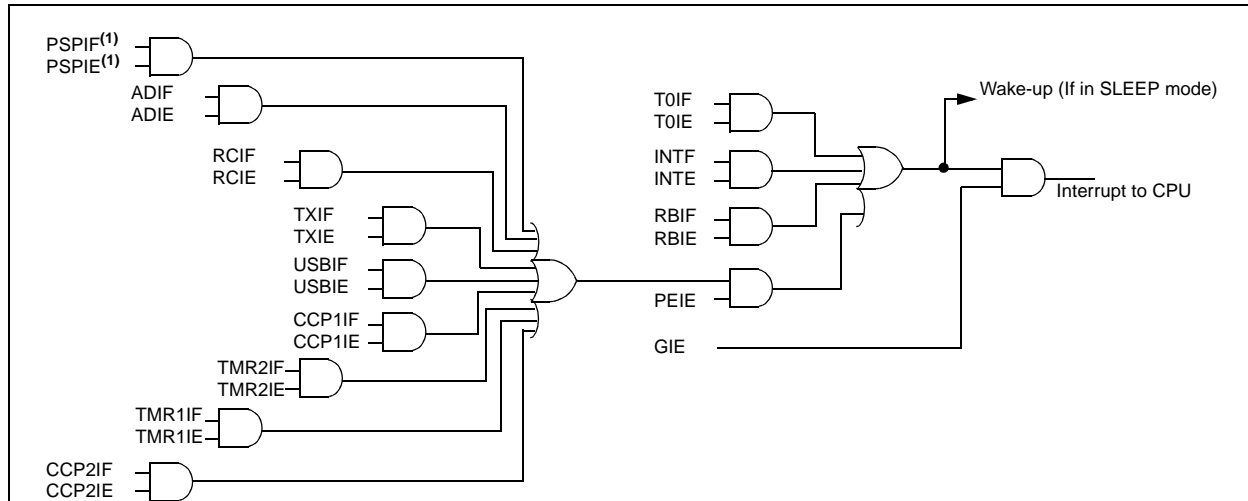 PSPIF(1)
PSPIE(1)
ADIF
ADIE
RCIF
RCIE
TXIF
TXIE
USBIF
USBIE
CCP1IF
CCP1IE
TMR2IF
TMR2IE
TMR1IF
TMR1IE
CCP2IF
CCP2IE
T0IF
T0IE
INTF
INTE
RBIF
RBIE
PEIE
GIE
Wake-up (If in SLEEP mode)
Interrupt to CPU